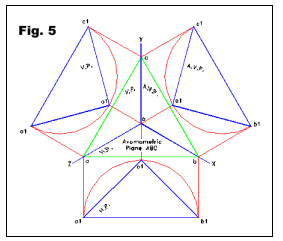 Fig. 5
c1
c1
Y
c
V.P.
A.V.P.
V.P.
A.V.P.
o1
o1
o1
o
b1
Axonometric
Plane ABC
Z
a
H.P.
b
X
o1
H.P.
a1
b1